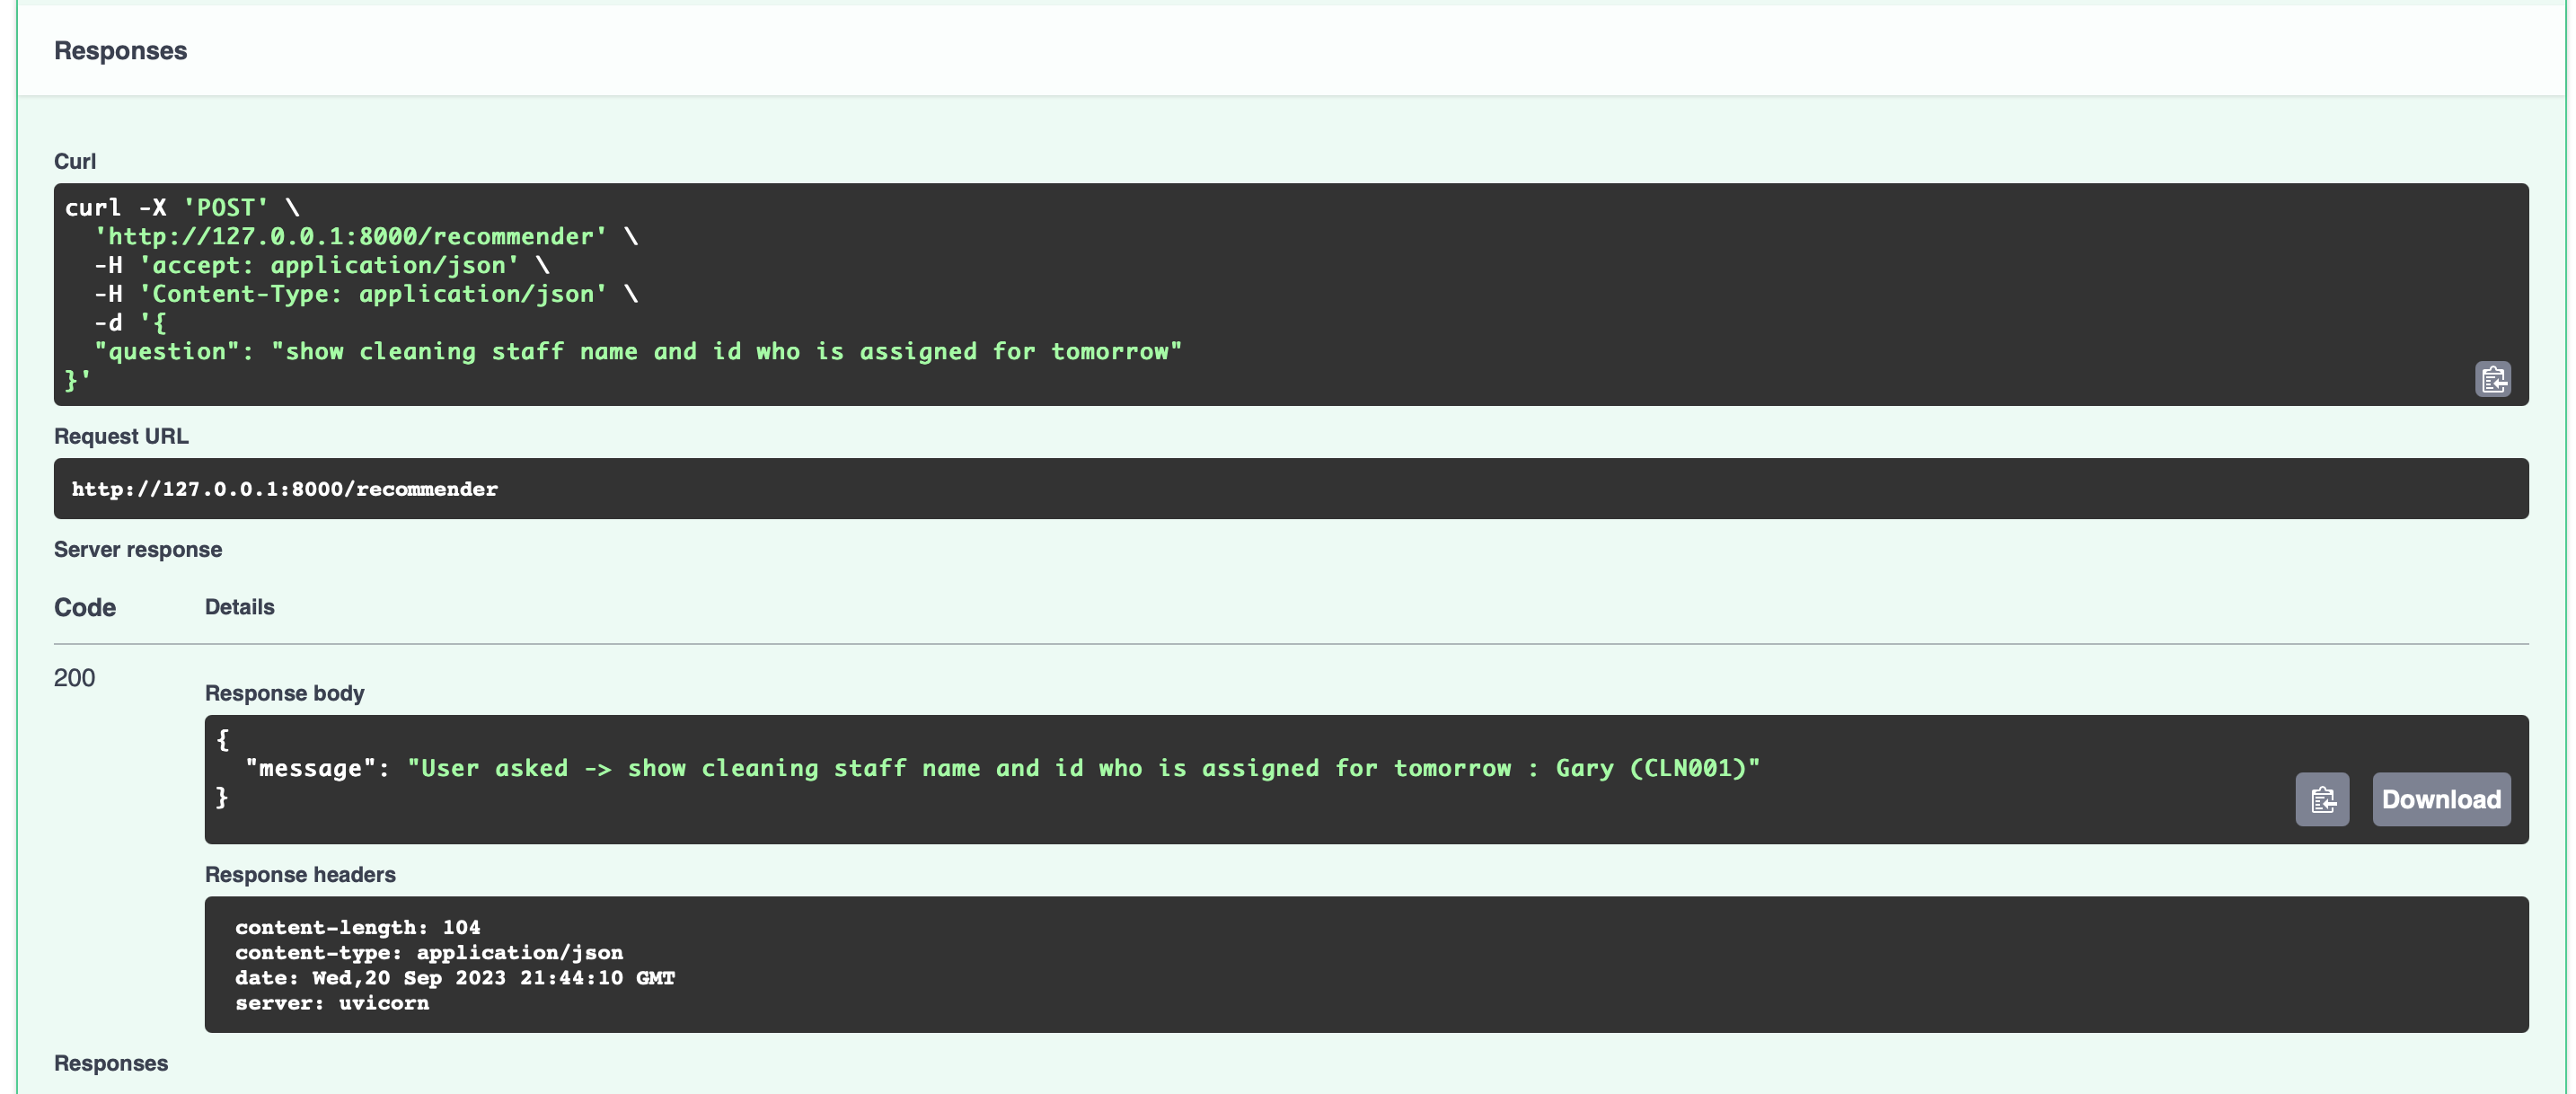 Responses
Curl
curl -X 'POST' \
'http://127.0.0.1:8000/recommender' \
-H 'accept: application/json' \
-H 'Content-Type: application/json' \
-d '{
"question": "show cleaning staff name and id who is assigned for tomorrow"
}'
Request URL
http://127.0.0.1:8000/recommender
Server response
Code Details
200
Response body
{
"message": "User asked -> show cleaning staff name and id who is assigned for tomorrow : Gary (CLN001)"
}
Download
Response headers
content-length: 104
content-type: application/json
date: Wed,20 Sep 2023 21:44:10 GMT
server: uvicorn
Responses